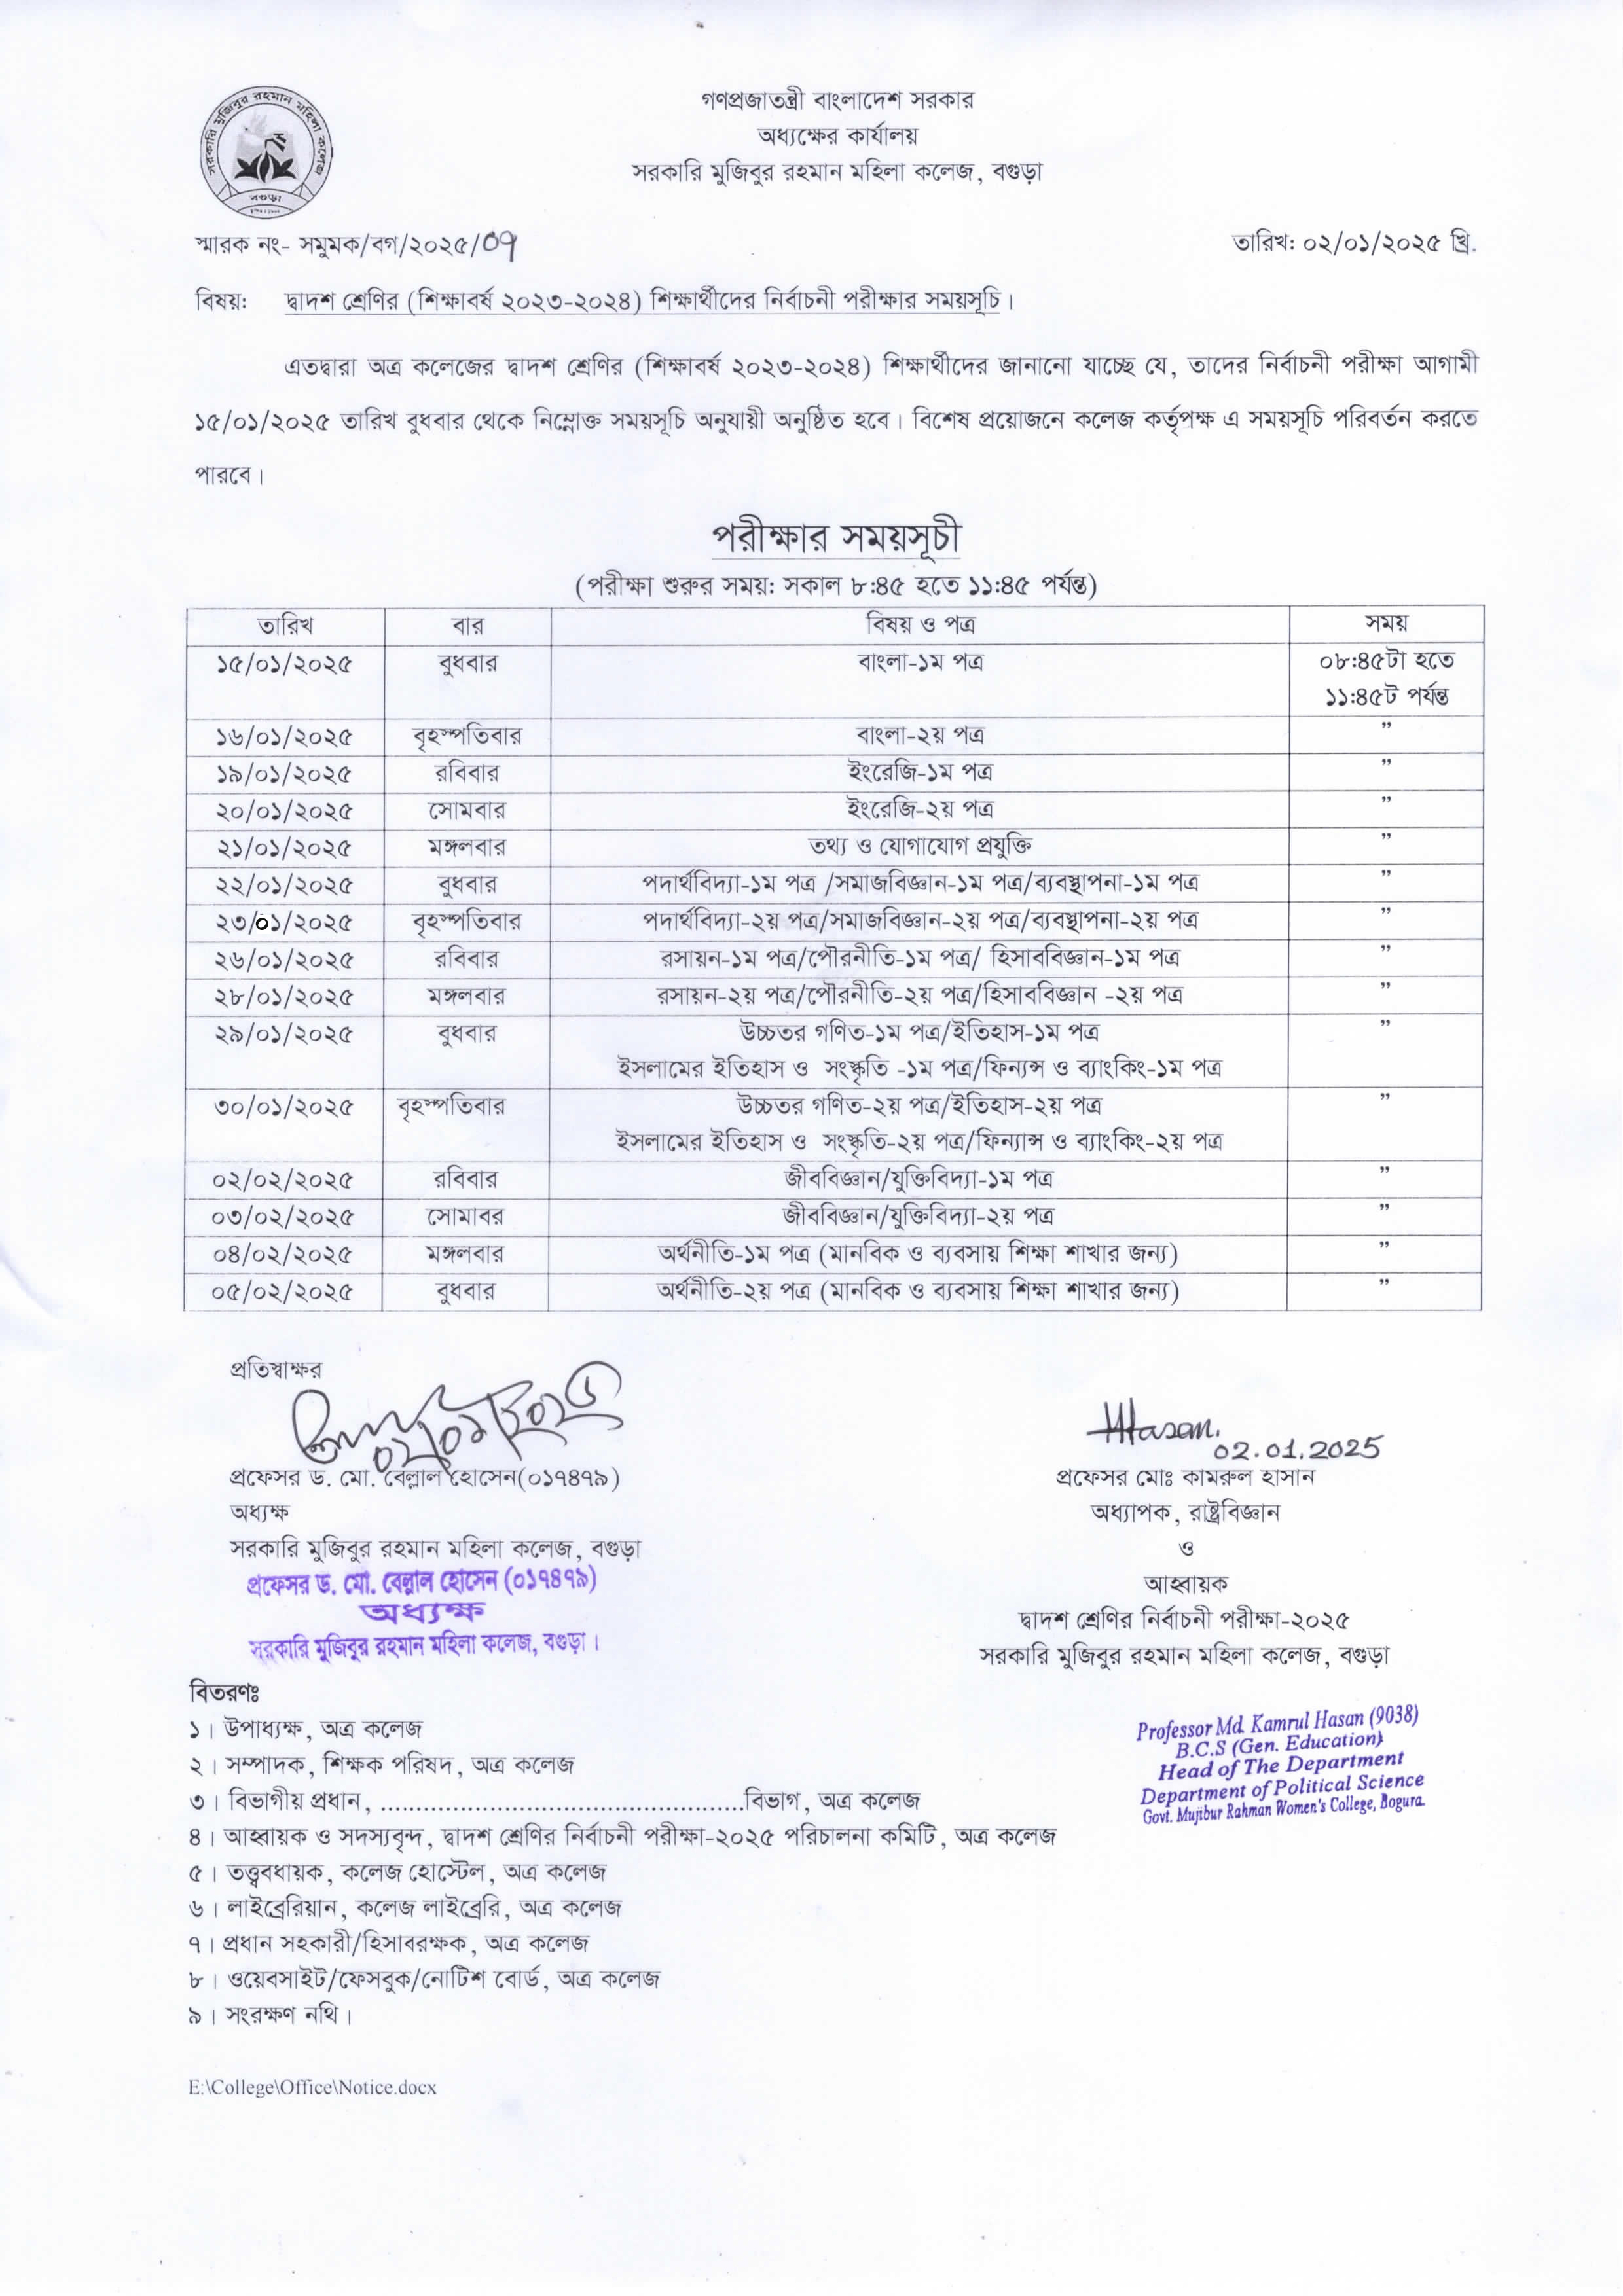 সরকারি মুজিবুর রহমান মহিলা কলেজ
বগুড়া
গণপ্রজাতন্ত্রী বাংলাদেশ সরকার
অধ্যক্ষের কার্যালয়
সরকারি মুজিবুর রহমান মহিলা কলেজ, বগুড়া
স্মারক নং- সমুমক/বগ/২০২৫/০৭ তারিখ: ০২/০১/২০২৫ খ্রি.
বিষয়: দ্বাদশ শ্রেণির (শিক্ষাবর্ষ ২০২৩-২০২৪) শিক্ষার্থীদের নির্বাচনী পরীক্ষার সময়সূচি।
এতদ্বারা অত্র কলেজের দ্বাদশ শ্রেণির (শিক্ষাবর্ষ ২০২৩-২০২৪) শিক্ষার্থীদের জানানো যাচ্ছে যে, তাদের নির্বাচনী পরীক্ষা আগামী
১৫/০১/২০২৫ তারিখ বুধবার থেকে নিম্নোক্ত সময়সূচি অনুযায়ী অনুষ্ঠিত হবে। বিশেষ প্রয়োজনে কলেজ কর্তৃপক্ষ এ সময়সূচি পরিবর্তন করতে
পারবে।
পরীক্ষার সময়সূচী
(পরীক্ষা শুরুর সময়: সকাল ৮:৪৫ হতে ১১:৪৫ পর্যন্ত)
তারিখ বার বিষয় ও পত্র সময়
১৫/০১/২০২৫ বুধবার বাংলা-১ম পত্র ০৮:৪৫টা হতে
১১:৪৫ট পর্যন্ত
১৬/০১/২০২৫ বৃহস্পতিবার বাংলা-২য় পত্র ”
১৯/০১/২০২৫ রবিবার ইংরেজি-১ম পত্র ”
২০/০১/২০২৫ সোমবার ইংরেজি-২য় পত্র ”
২১/০১/২০২৫ মঙ্গলবার তথ্য ও যোগাযোগ প্রযুক্তি ”
২২/০১/২০২৫ বুধবার পদার্থবিদ্যা-১ম পত্র /সমাজবিজ্ঞান-১ম পত্র/ব্যবস্থাপনা-১ম পত্র ”
২৩/০১/২০২৫ বৃহস্পতিবার পদার্থবিদ্যা-২য় পত্র/সমাজবিজ্ঞান-২য় পত্র/ব্যবস্থাপনা-২য় পত্র ”
২৬/০১/২০২৫ রবিবার রসায়ন-১ম পত্র/পৌরনীতি-১ম পত্র/ হিসাববিজ্ঞান-১ম পত্র ”
২৮/০১/২০২৫ মঙ্গলবার রসায়ন-২য় পত্র/পৌরনীতি-২য় পত্র/হিসাববিজ্ঞান -২য় পত্র ”
২৯/০১/২০২৫ বুধবার উচ্চতর গণিত-১ম পত্র/ইতিহাস-১ম পত্র ”
ইসলামের ইতিহাস ও সংস্কৃতি -১ম পত্র/ফিন্যন্স ও ব্যাংকিং-১ম পত্র
৩০/০১/২০২৫ বৃহস্পতিবার উচ্চতর গণিত-২য় পত্র/ইতিহাস-২য় পত্র ”
ইসলামের ইতিহাস ও সংস্কৃতি-২য় পত্র/ফিন্যান্স ও ব্যাংকিং-২য় পত্র
০২/০২/২০২৫ রবিবার জীববিজ্ঞান/যুক্তিবিদ্যা-১ম পত্র ”
০৩/০২/২০২৫ সোমাবর জীববিজ্ঞান/যুক্তিবিদ্যা-২য় পত্র ”
০৪/০২/২০২৫ মঙ্গলবার অর্থনীতি-১ম পত্র (মানবিক ও ব্যবসায় শিক্ষা শাখার জন্য) ”
০৫/০২/২০২৫ বুধবার অর্থনীতি-২য় পত্র (মানবিক ও ব্যবসায় শিক্ষা শাখার জন্য) ”
প্রতিস্বাক্ষর
০২/০১/২০২৫
প্রফেসর ড. মো. বেল্লাল হোসেন(০১৭৪৭৯)
অধ্যক্ষ
সরকারি মুজিবুর রহমান মহিলা কলেজ, বগুড়া
প্রফেসর ড. মো. বেল্লাল হোসেন (০১৭৪৭৯)
অধ্যক্ষ
সরকারি মুজিবুর রহমান মহিলা কলেজ, বগুড়া।
Hasan.
02.01.2025
প্রফেসর মোঃ কামরুল হাসান
অধ্যাপক, রাষ্ট্রবিজ্ঞান
ও
আহ্বায়ক
দ্বাদশ শ্রেণির নির্বাচনী পরীক্ষা-২০২৫
সরকারি মুজিবুর রহমান মহিলা কলেজ, বগুড়া
Professor Md. Kamrul Hasan (9038)
B.C.S (Gen. Education)
Head of The Department
Department of Political Science
Govt. Mujibur Rahman Women's College, Bogura.
বিতরণঃ
১। উপাধ্যক্ষ, অত্র কলেজ
২। সম্পাদক, শিক্ষক পরিষদ, অত্র কলেজ
৩। বিভাগীয় প্রধান, ....................................................বিভাগ, অত্র কলেজ
৪। আহ্বায়ক ও সদস্যবৃন্দ, দ্বাদশ শ্রেণির নির্বাচনী পরীক্ষা-২০২৫ পরিচালনা কমিটি, অত্র কলেজ
৫। তত্ত্ববধায়ক, কলেজ হোস্টেল, অত্র কলেজ
৬। লাইব্রেরিয়ান, কলেজ লাইব্রেরি, অত্র কলেজ
৭। প্রধান সহকারী/হিসাবরক্ষক, অত্র কলেজ
৮। ওয়েবসাইট/ফেসবুক/নোটিশ বোর্ড, অত্র কলেজ
৯। সংরক্ষণ নথি।
E:\College\Office\Notice.docx